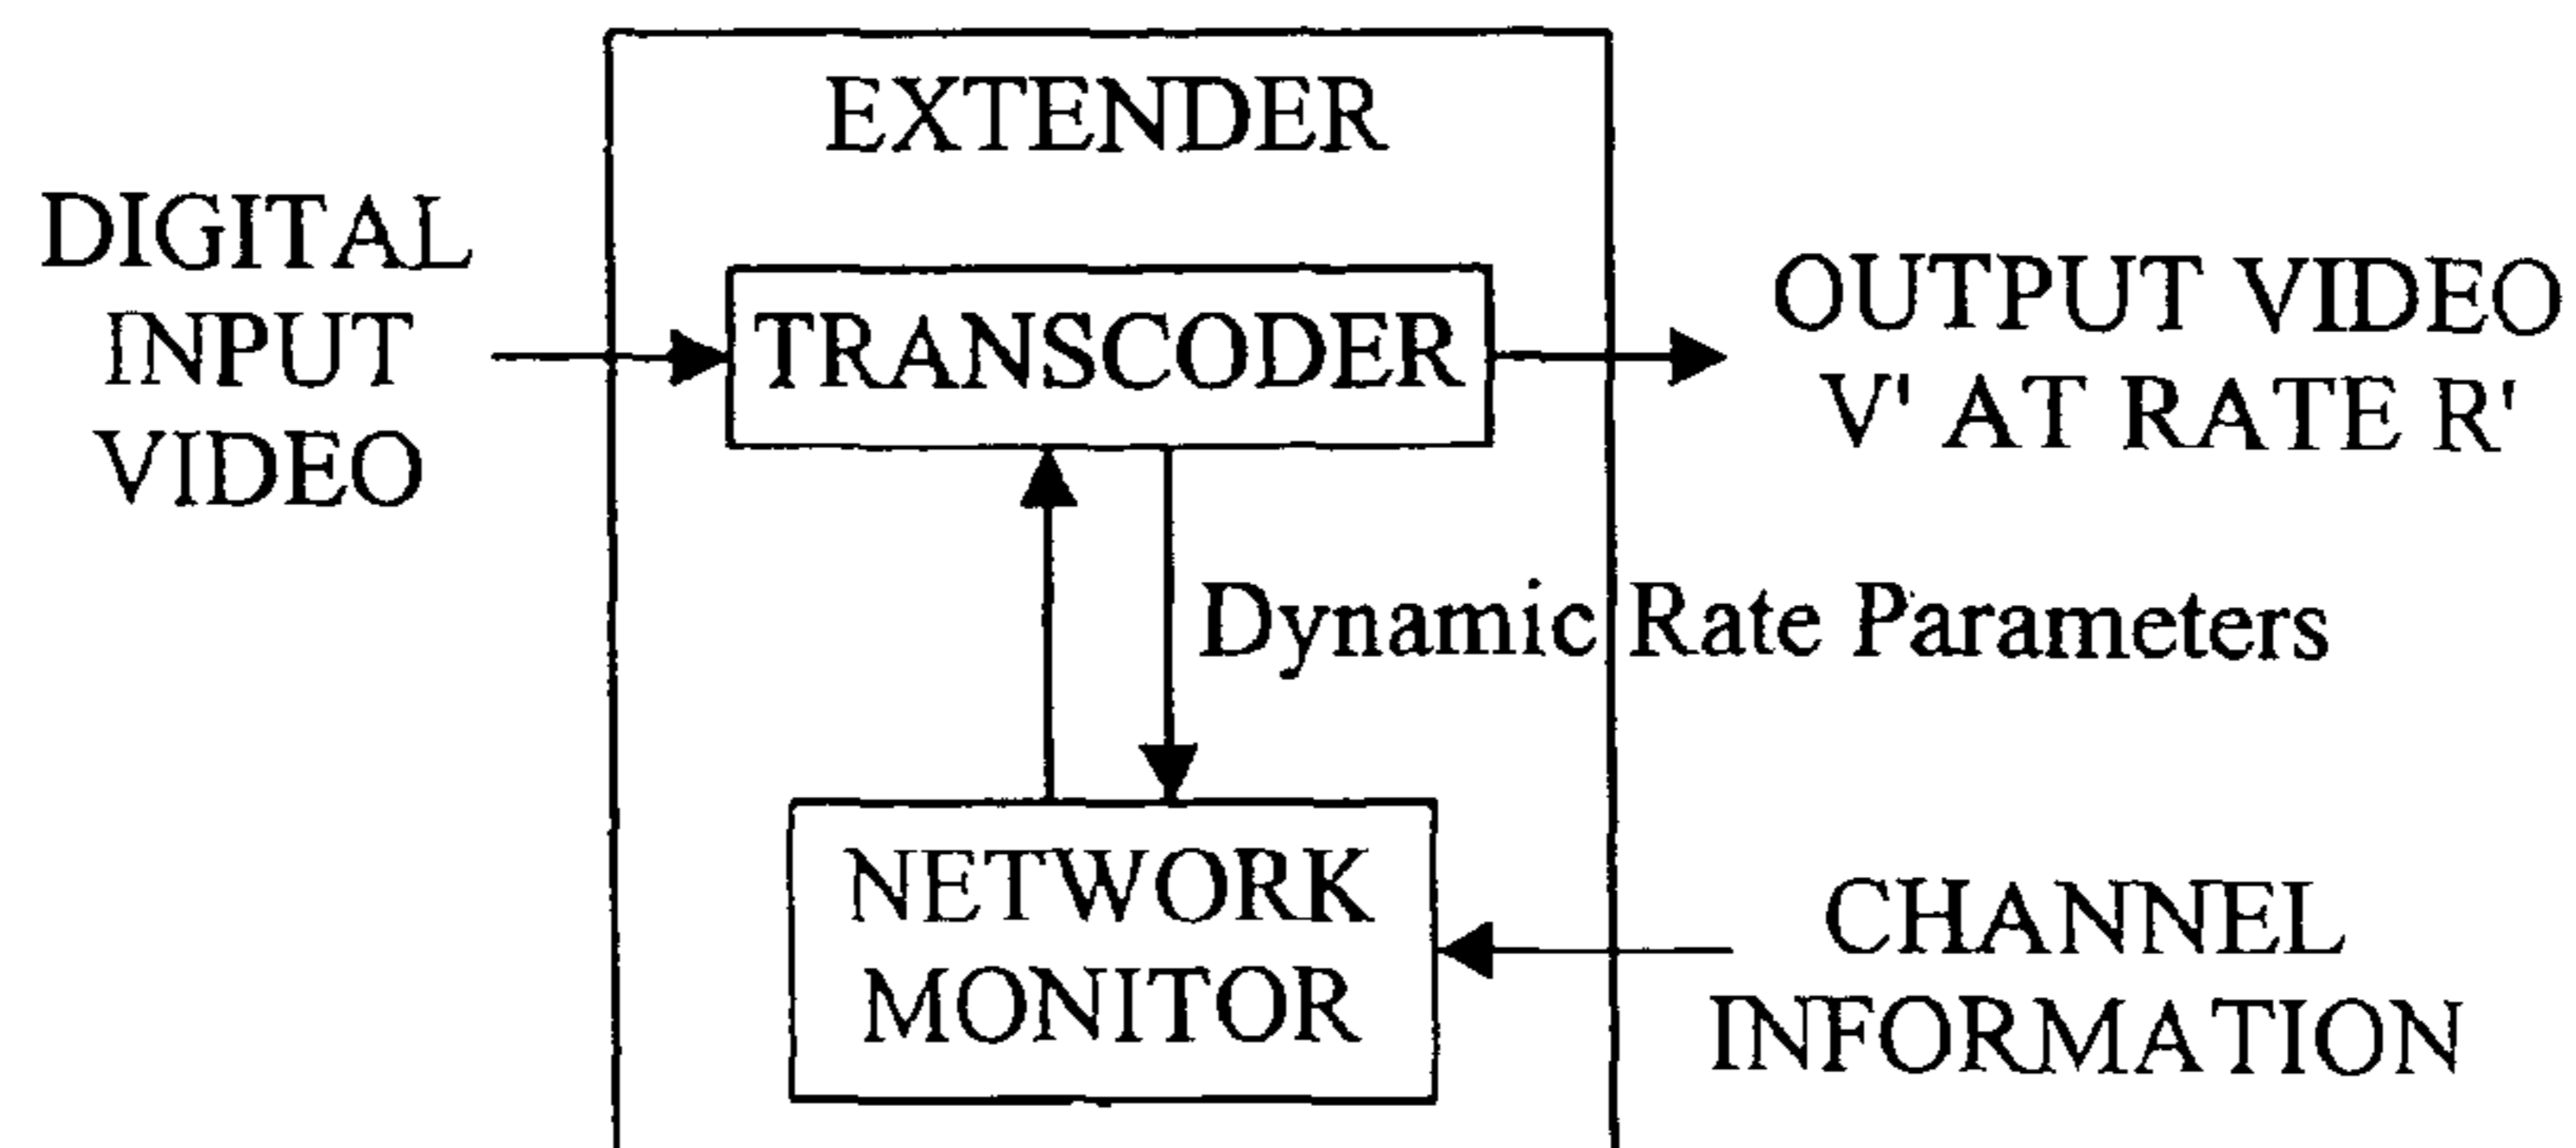 EXTENDER
DIGITAL
INPUT
VIDEO
TRANSCODER
OUTPUT VIDEO
V' AT RATE R'
Dynamic Rate Parameters
NETWORK
MONITOR
CHANNEL
INFORMATION